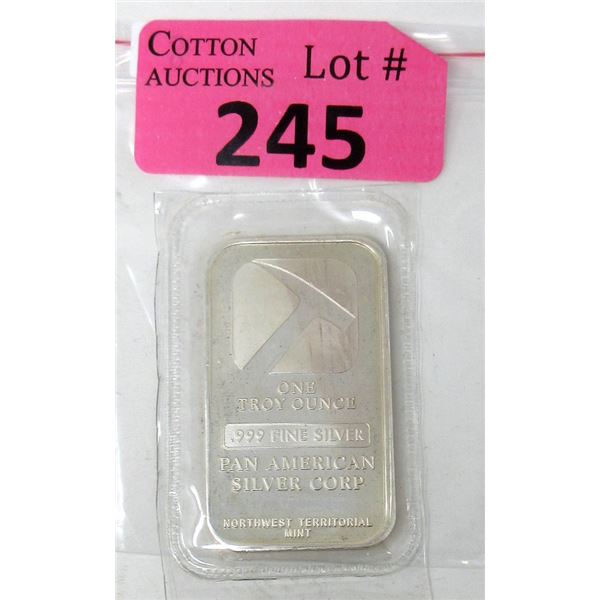 COTTON
AUCTIONS
Lot #
245
ONE
TROY OUNCE
.999 FINE SILVER
PAN AMERICAN
SILVER CORP
NORTHWEST TERRITORIAL
MINT